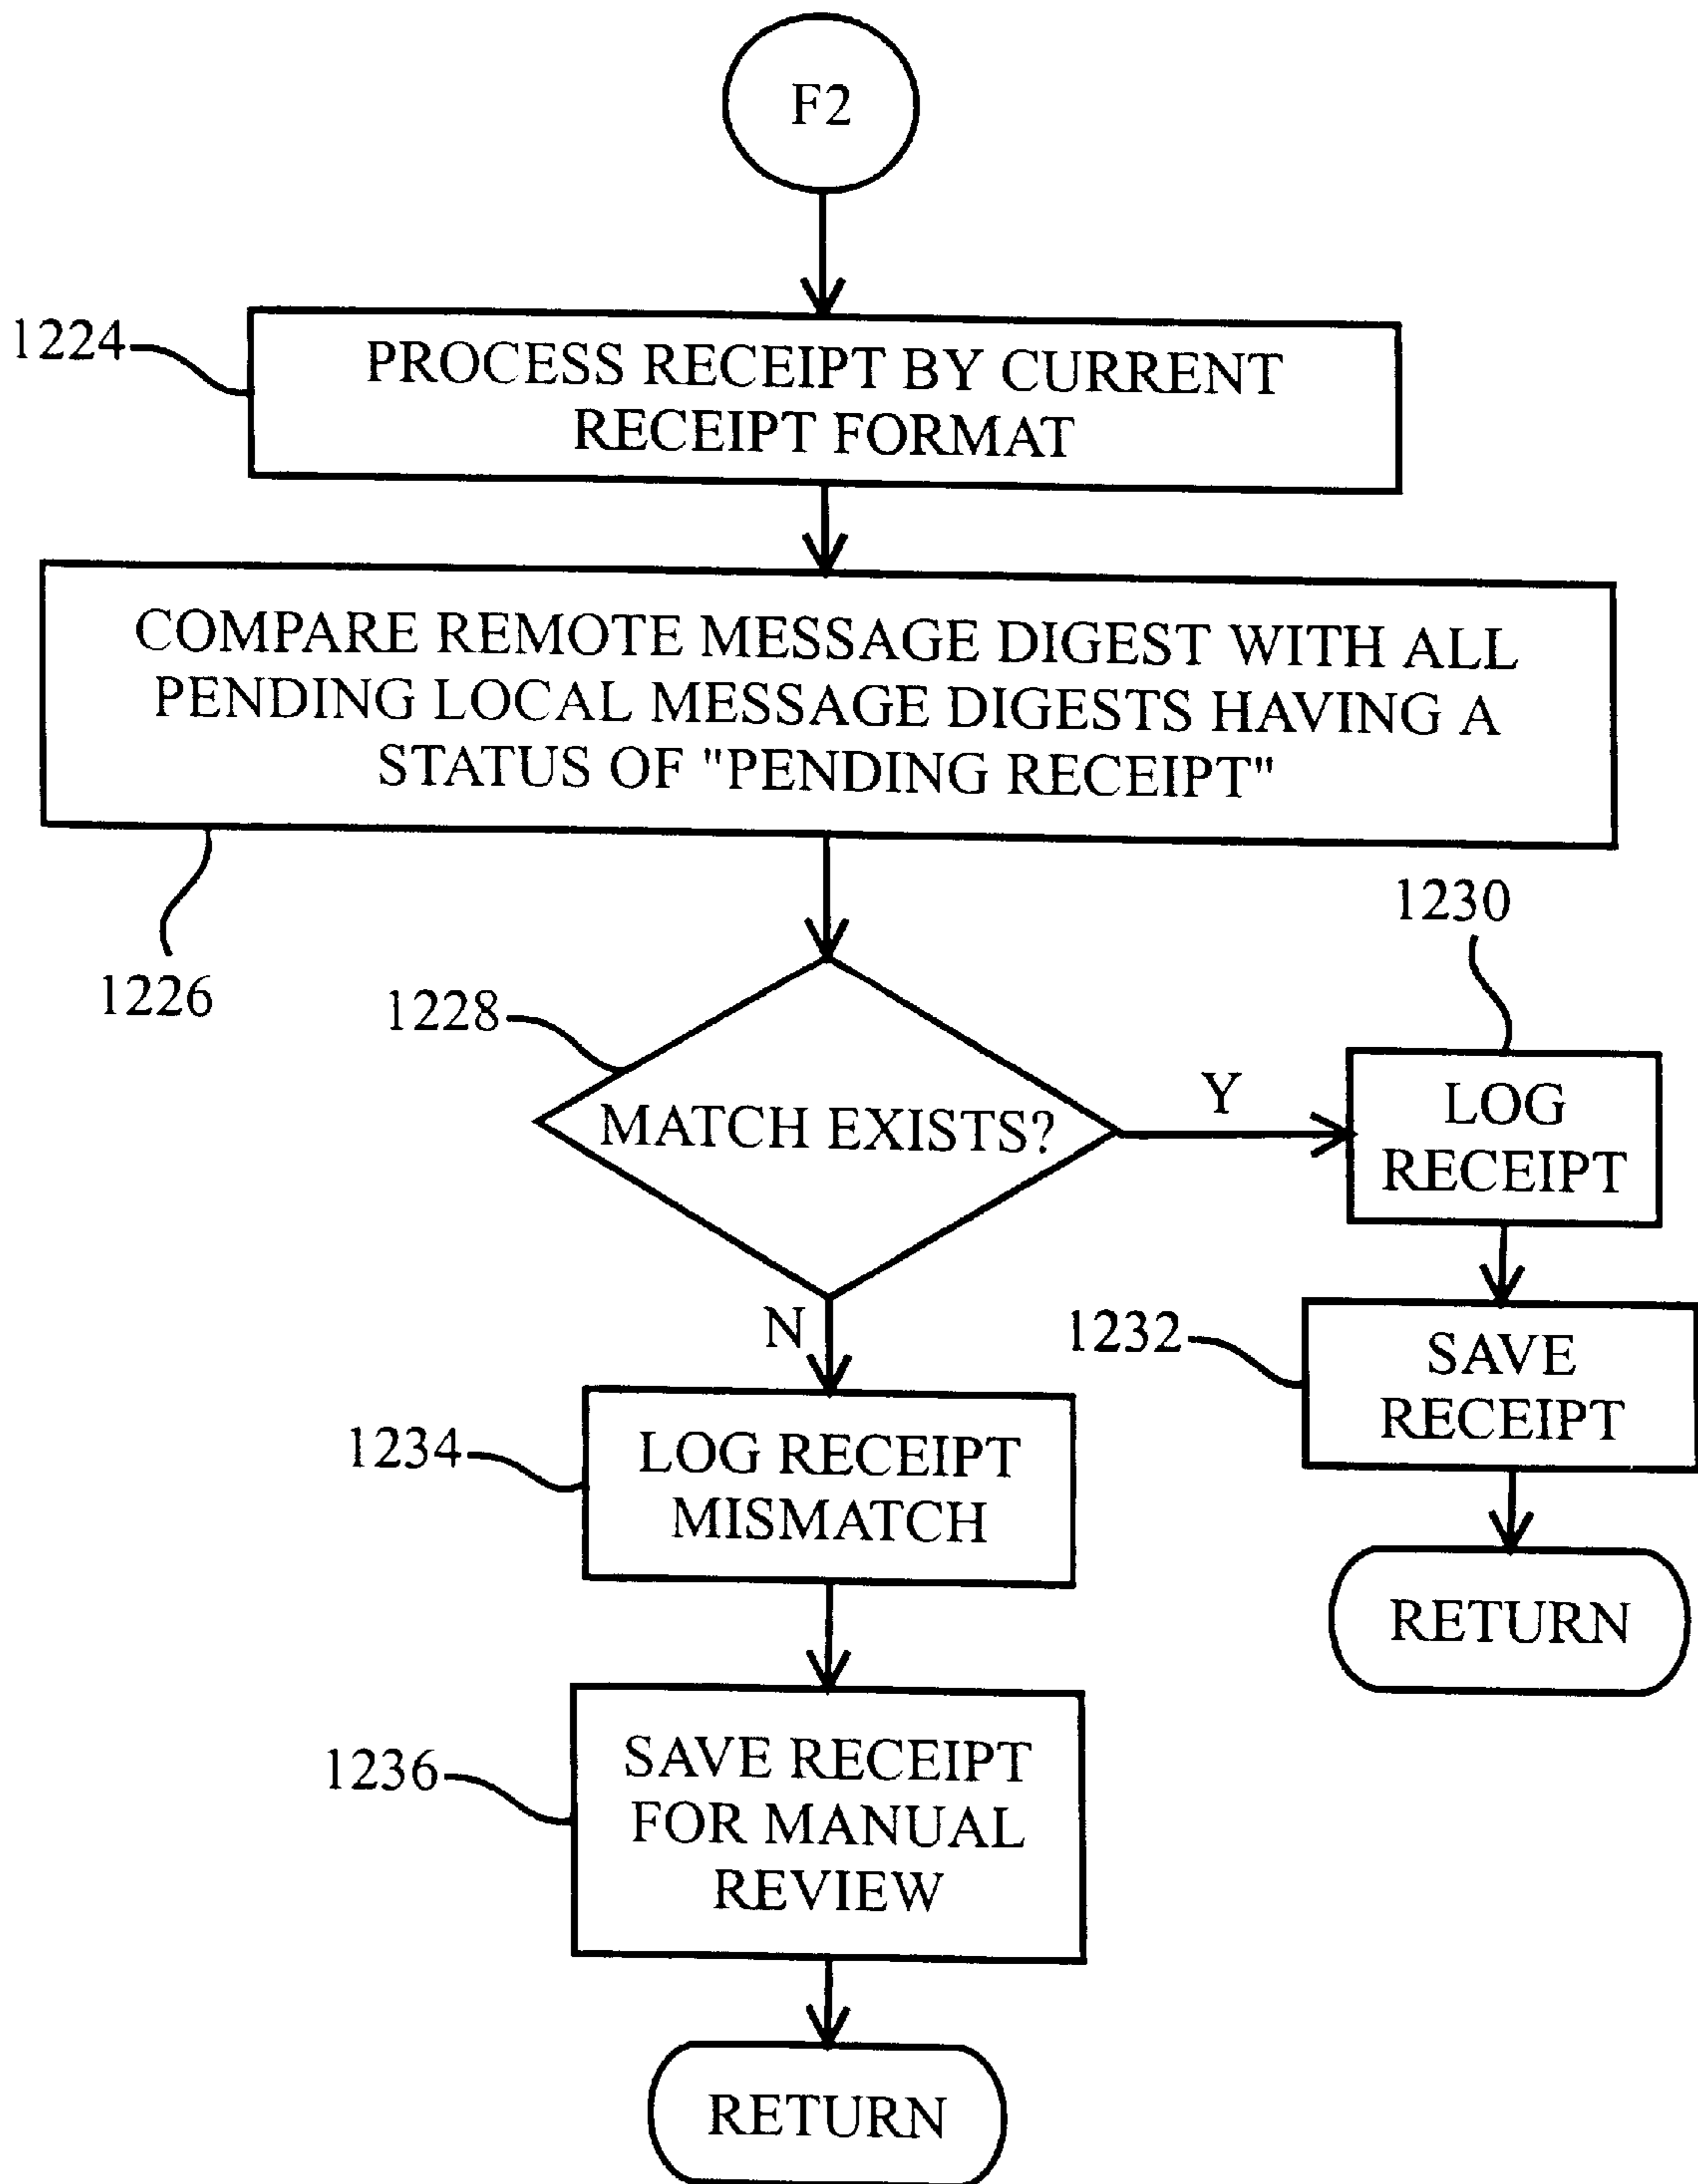 F2
1224
PROCESS RECEIPT BY CURRENT
RECEIPT FORMAT
COMPARE REMOTE MESSAGE DIGEST WITH ALL
PENDING LOCAL MESSAGE DIGESTS HAVING A
STATUS OF "PENDING RECEIPT"
1226
1228
MATCH EXISTS?
Y
1230
LOG
RECEIPT
1232
SAVE
RECEIPT
RETURN
N
1234
LOG RECEIPT
MISMATCH
1236
SAVE RECEIPT
FOR MANUAL
REVIEW
RETURN